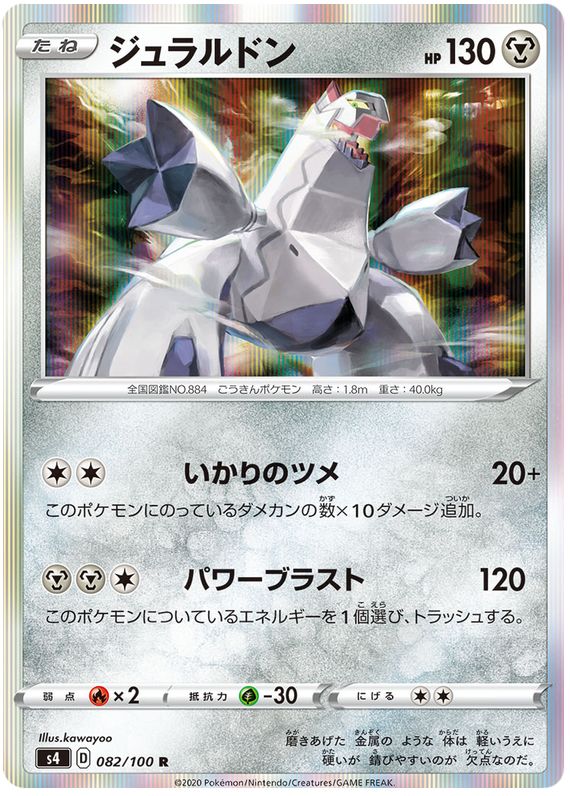 たね ジュラルドン HP 130
全国図鑑NO.884 ごうきんポケモン 高さ:1.8m 重さ:40.0kg
いかりのツメ 20+
このポケモンにのっているダメカンの数×10ダメージ追加。
パワーブラスト 120
このポケモンについているエネルギーを1個選び、トラッシュする。
弱点 ×2 抵抗力 -30 にげる
Illus.kawayoo
磨きあげた 金属の ような 体は 軽いうえに
硬いが 錆びやすいのが 欠点なのだ。
s4 D 082/100 R
©2020 Pokémon/Nintendo/Creatures/GAME FREAK.